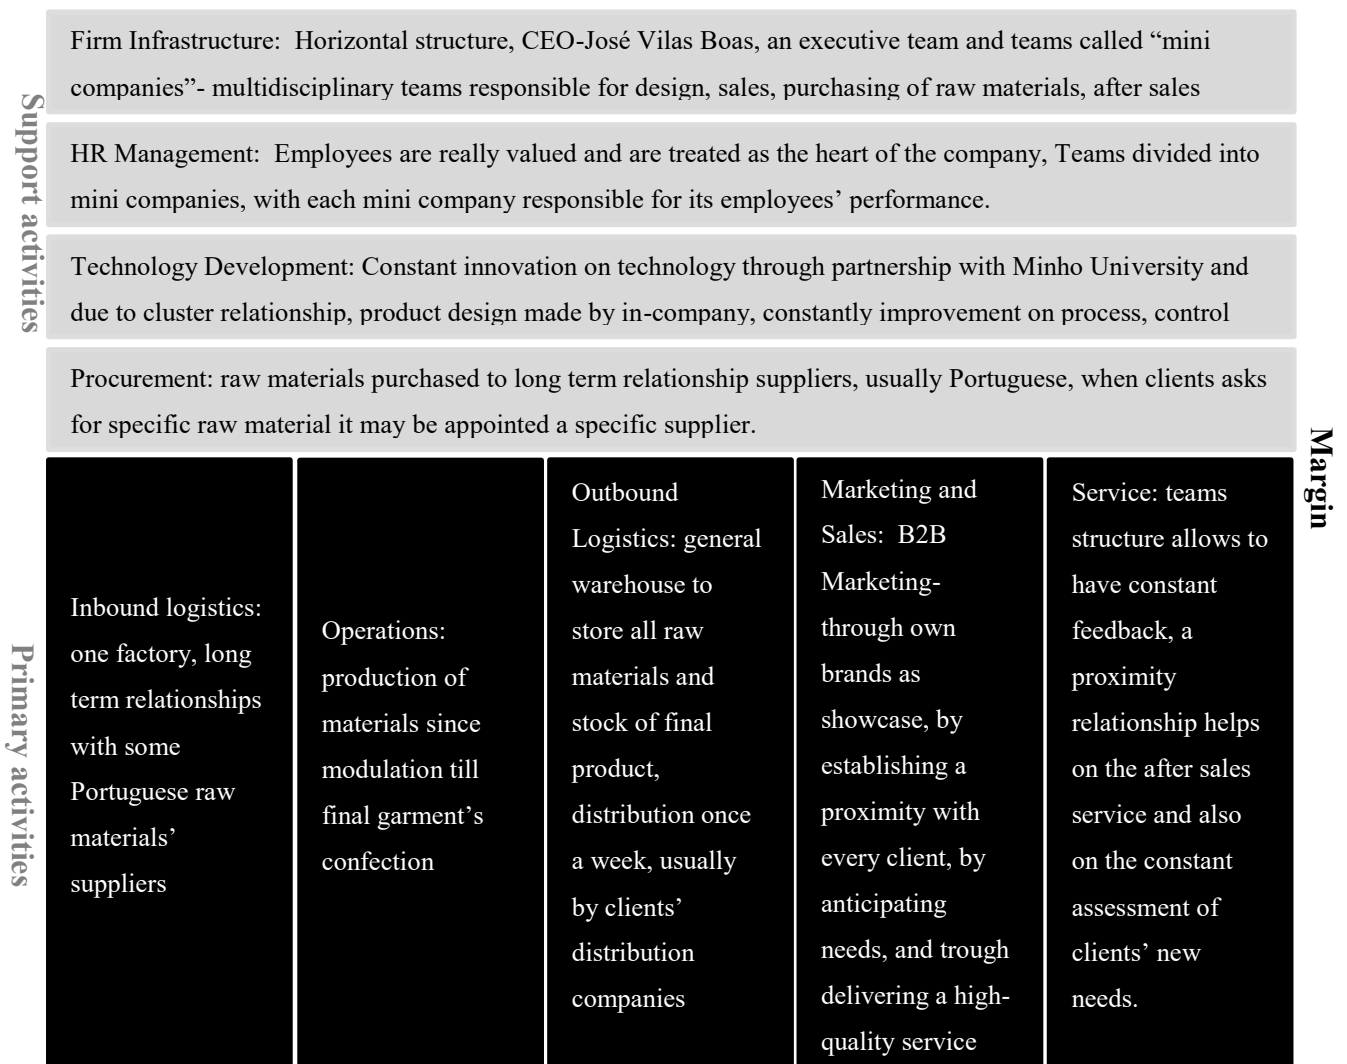 Support activities
Firm Infrastructure: Horizontal structure, CEO-José Vilas Boas, an executive team and teams called “mini
companies”- multidisciplinary teams responsible for design, sales, purchasing of raw materials, after sales
HR Management: Employees are really valued and are treated as the heart of the company, Teams divided into
mini companies, with each mini company responsible for its employees’ performance.
Technology Development: Constant innovation on technology through partnership with Minho University and
due to cluster relationship, product design made by in-company, constantly improvement on process, control
Procurement: raw materials purchased to long term relationship suppliers, usually Portuguese, when clients asks
for specific raw material it may be appointed a specific supplier.
Margin
Primary activities
Inbound logistics:
one factory, long
term relationships
with some
Portuguese raw
materials’
suppliers
Operations:
production of
materials since
modulation till
final garment’s
confection
Outbound
Logistics: general
warehouse to
store all raw
materials and
stock of final
product,
distribution once
a week, usually
by clients’
distribution
companies
Marketing and
Sales: B2B
Marketing-
through own
brands as
showcase, by
establishing a
proximity with
every client, by
anticipating
needs, and trough
delivering a high-
quality service
Service: teams
structure allows to
have constant
feedback, a
proximity
relationship helps
on the after sales
service and also
on the constant
assessment of
clients’ new
needs.